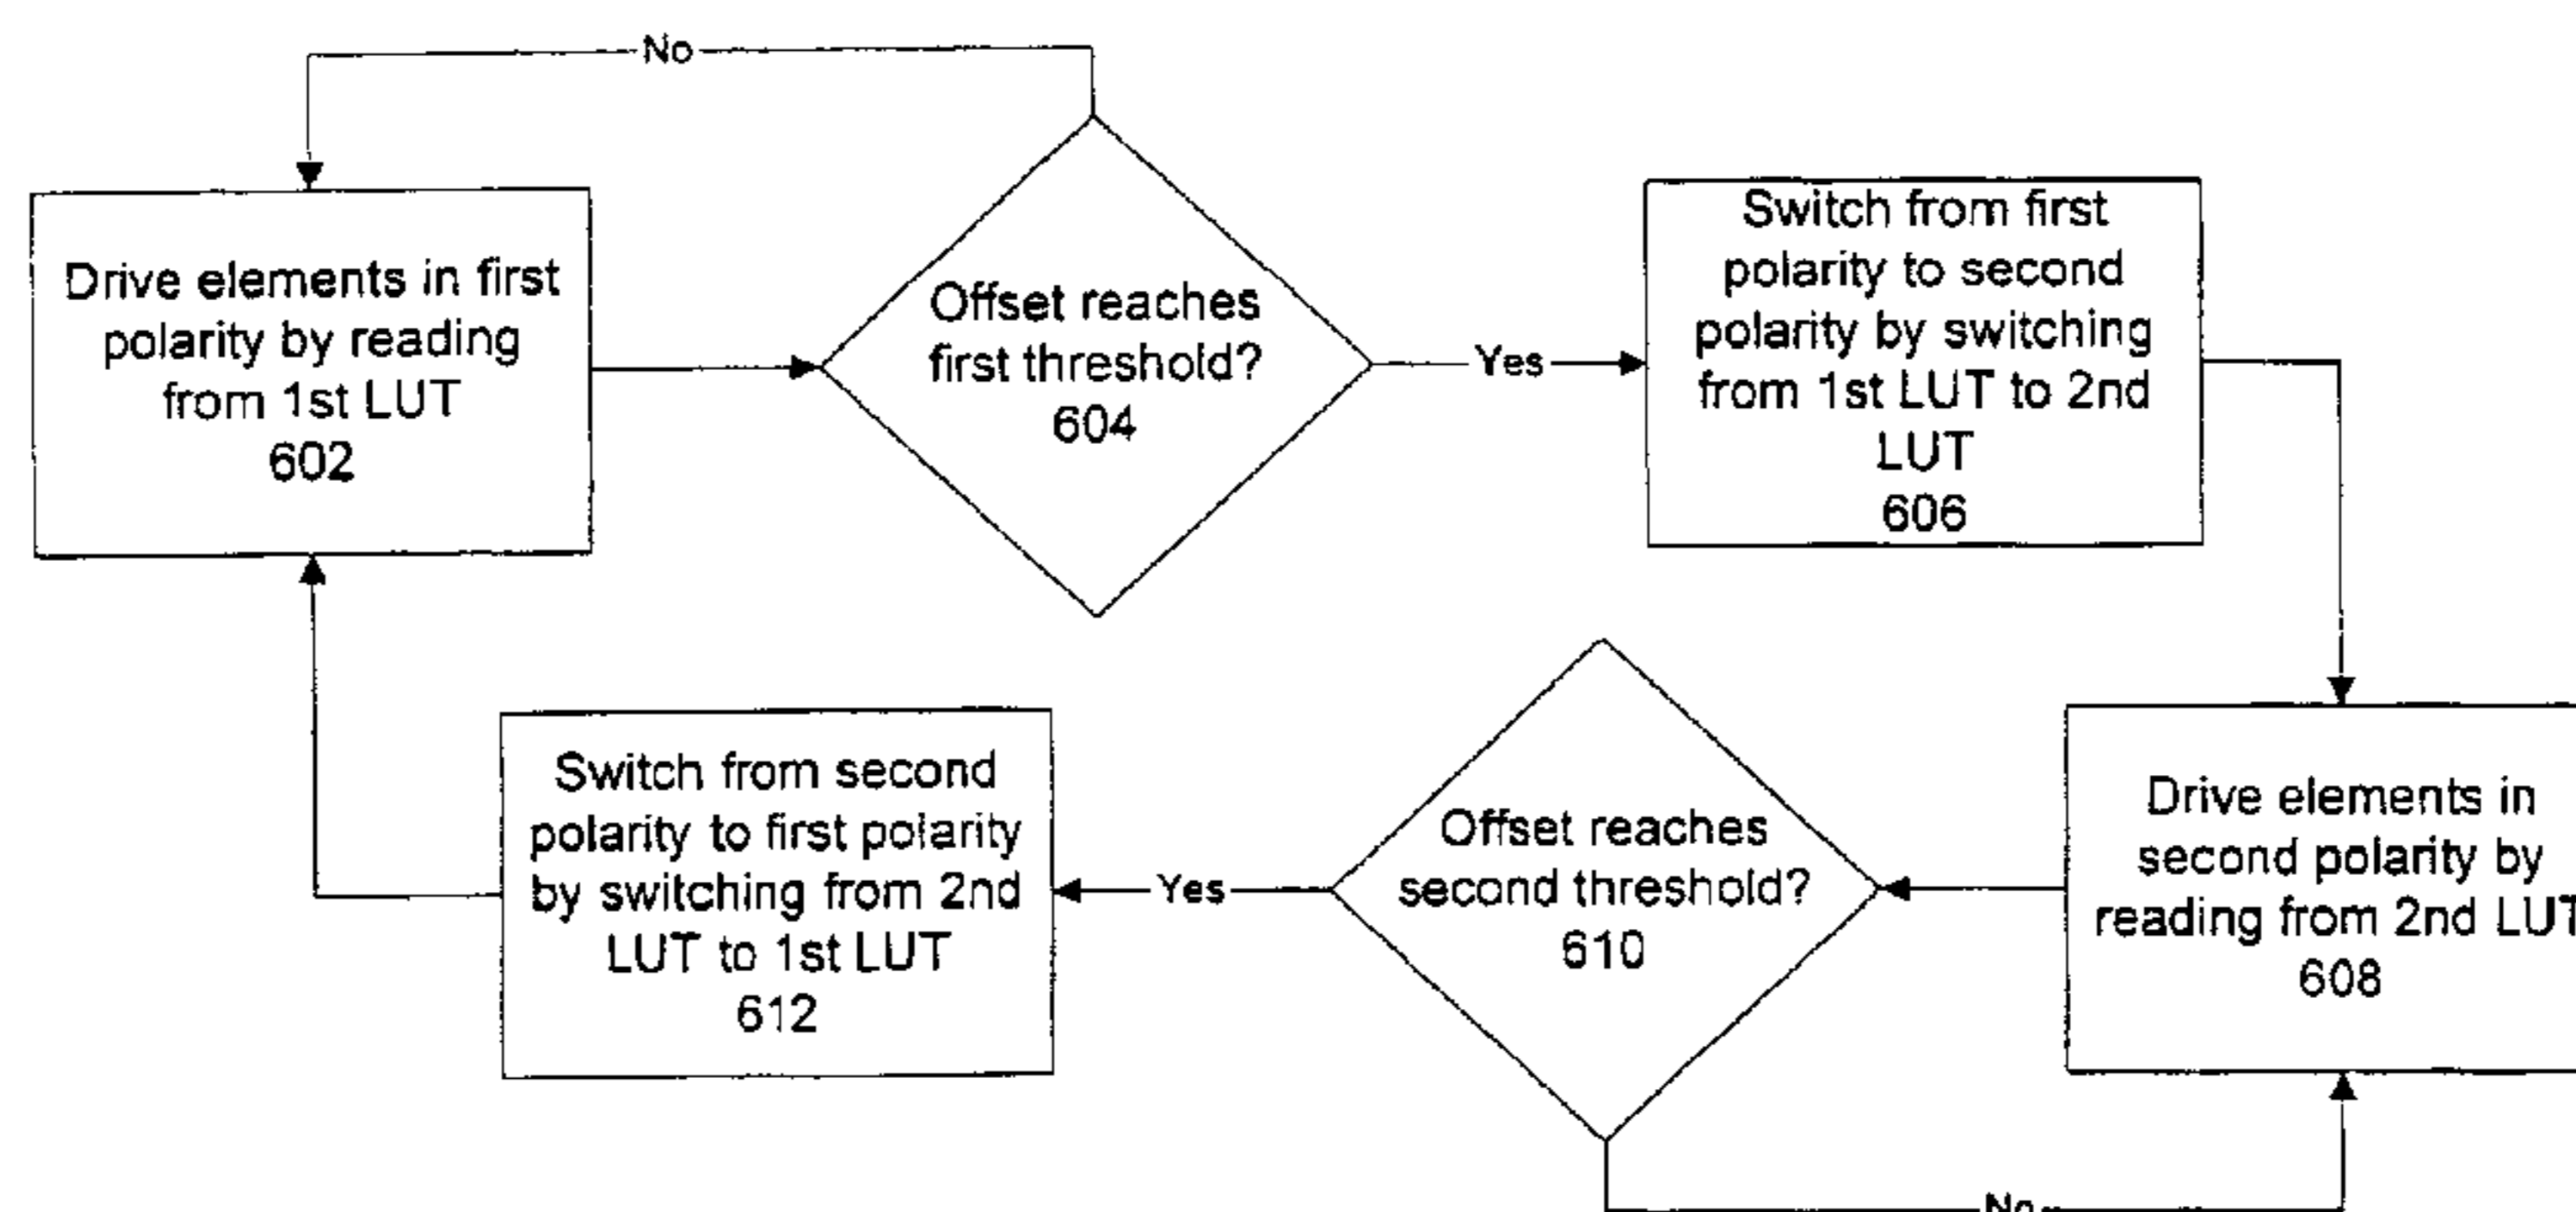 No
Drive elements in first
polarity by reading
from 1st LUT
602
Offset reaches
first threshold?
604
Yes
Switch from first
polarity to second
polarity by switching
from 1st LUT to 2nd
LUT
606
Switch from second
polarity to first polarity
by switching from 2nd
LUT to 1st LUT
612
Yes
Offset reaches
second threshold?
610
Drive elements in
second polarity by
reading from 2nd LUT
608
No